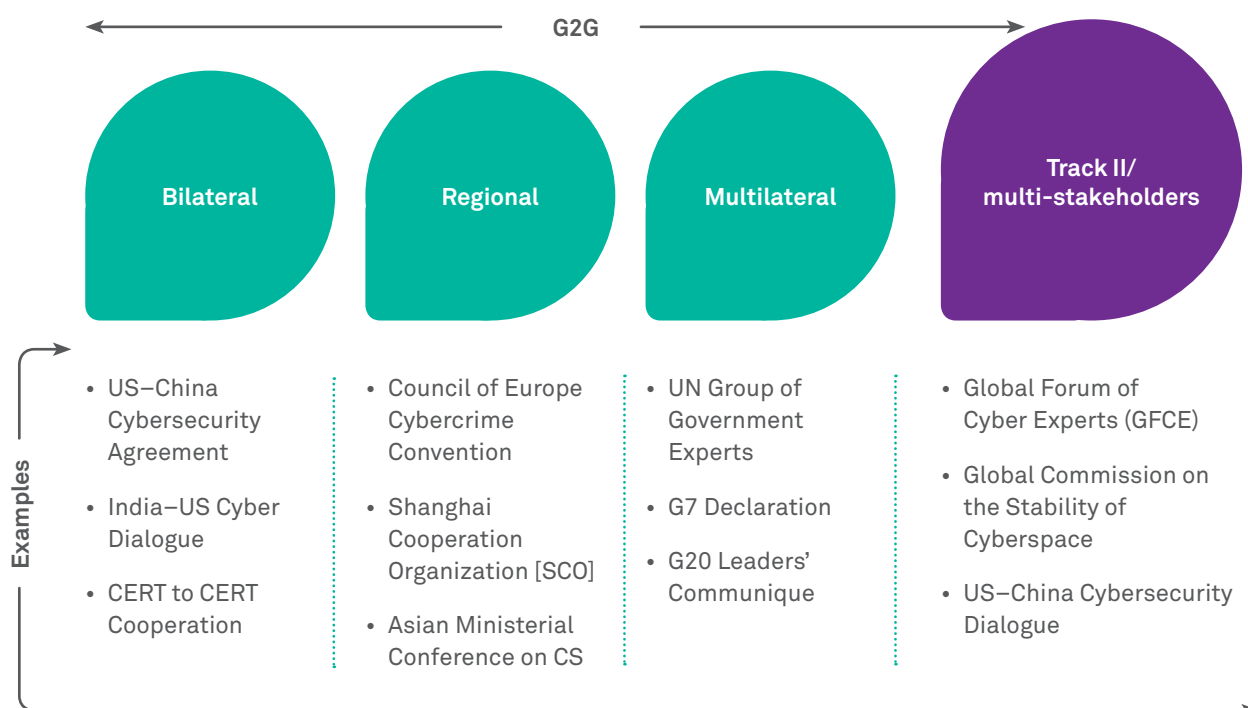 G2G
Bilateral
Regional
Multilateral
Track II/
multi-stakeholders
Examples
• US–China
Cybersecurity
Agreement
• India–US Cyber
Dialogue
• CERT to CERT
Cooperation
• Council of Europe
Cybercrime
Convention
• Shanghai
Cooperation
Organization [SCO]
• Asian Ministerial
Conference on CS
• UN Group of
Government
Experts
• G7 Declaration
• G20 Leaders’
Communique
• Global Forum of
Cyber Experts (GFCE)
• Global Commission on
the Stability of
Cyberspace
• US–China Cybersecurity
Dialogue